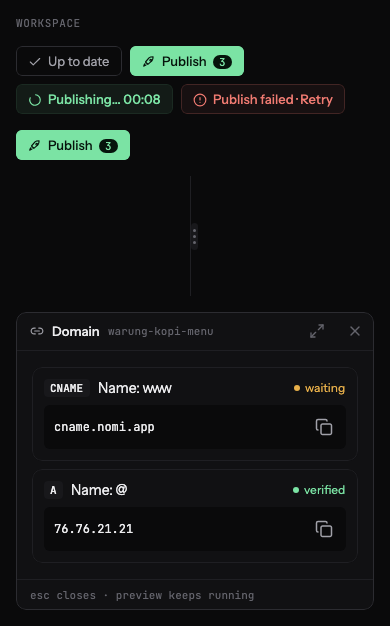 WORKSPACE
Up to date
Publish 3
Publishing... 00:08
Publish failed · Retry
Publish 3
Domain warung-kopi-menu
CNAME Name: www waiting
cname.nomi.app
A Name: @ verified
76.76.21.21
esc closes · preview keeps running